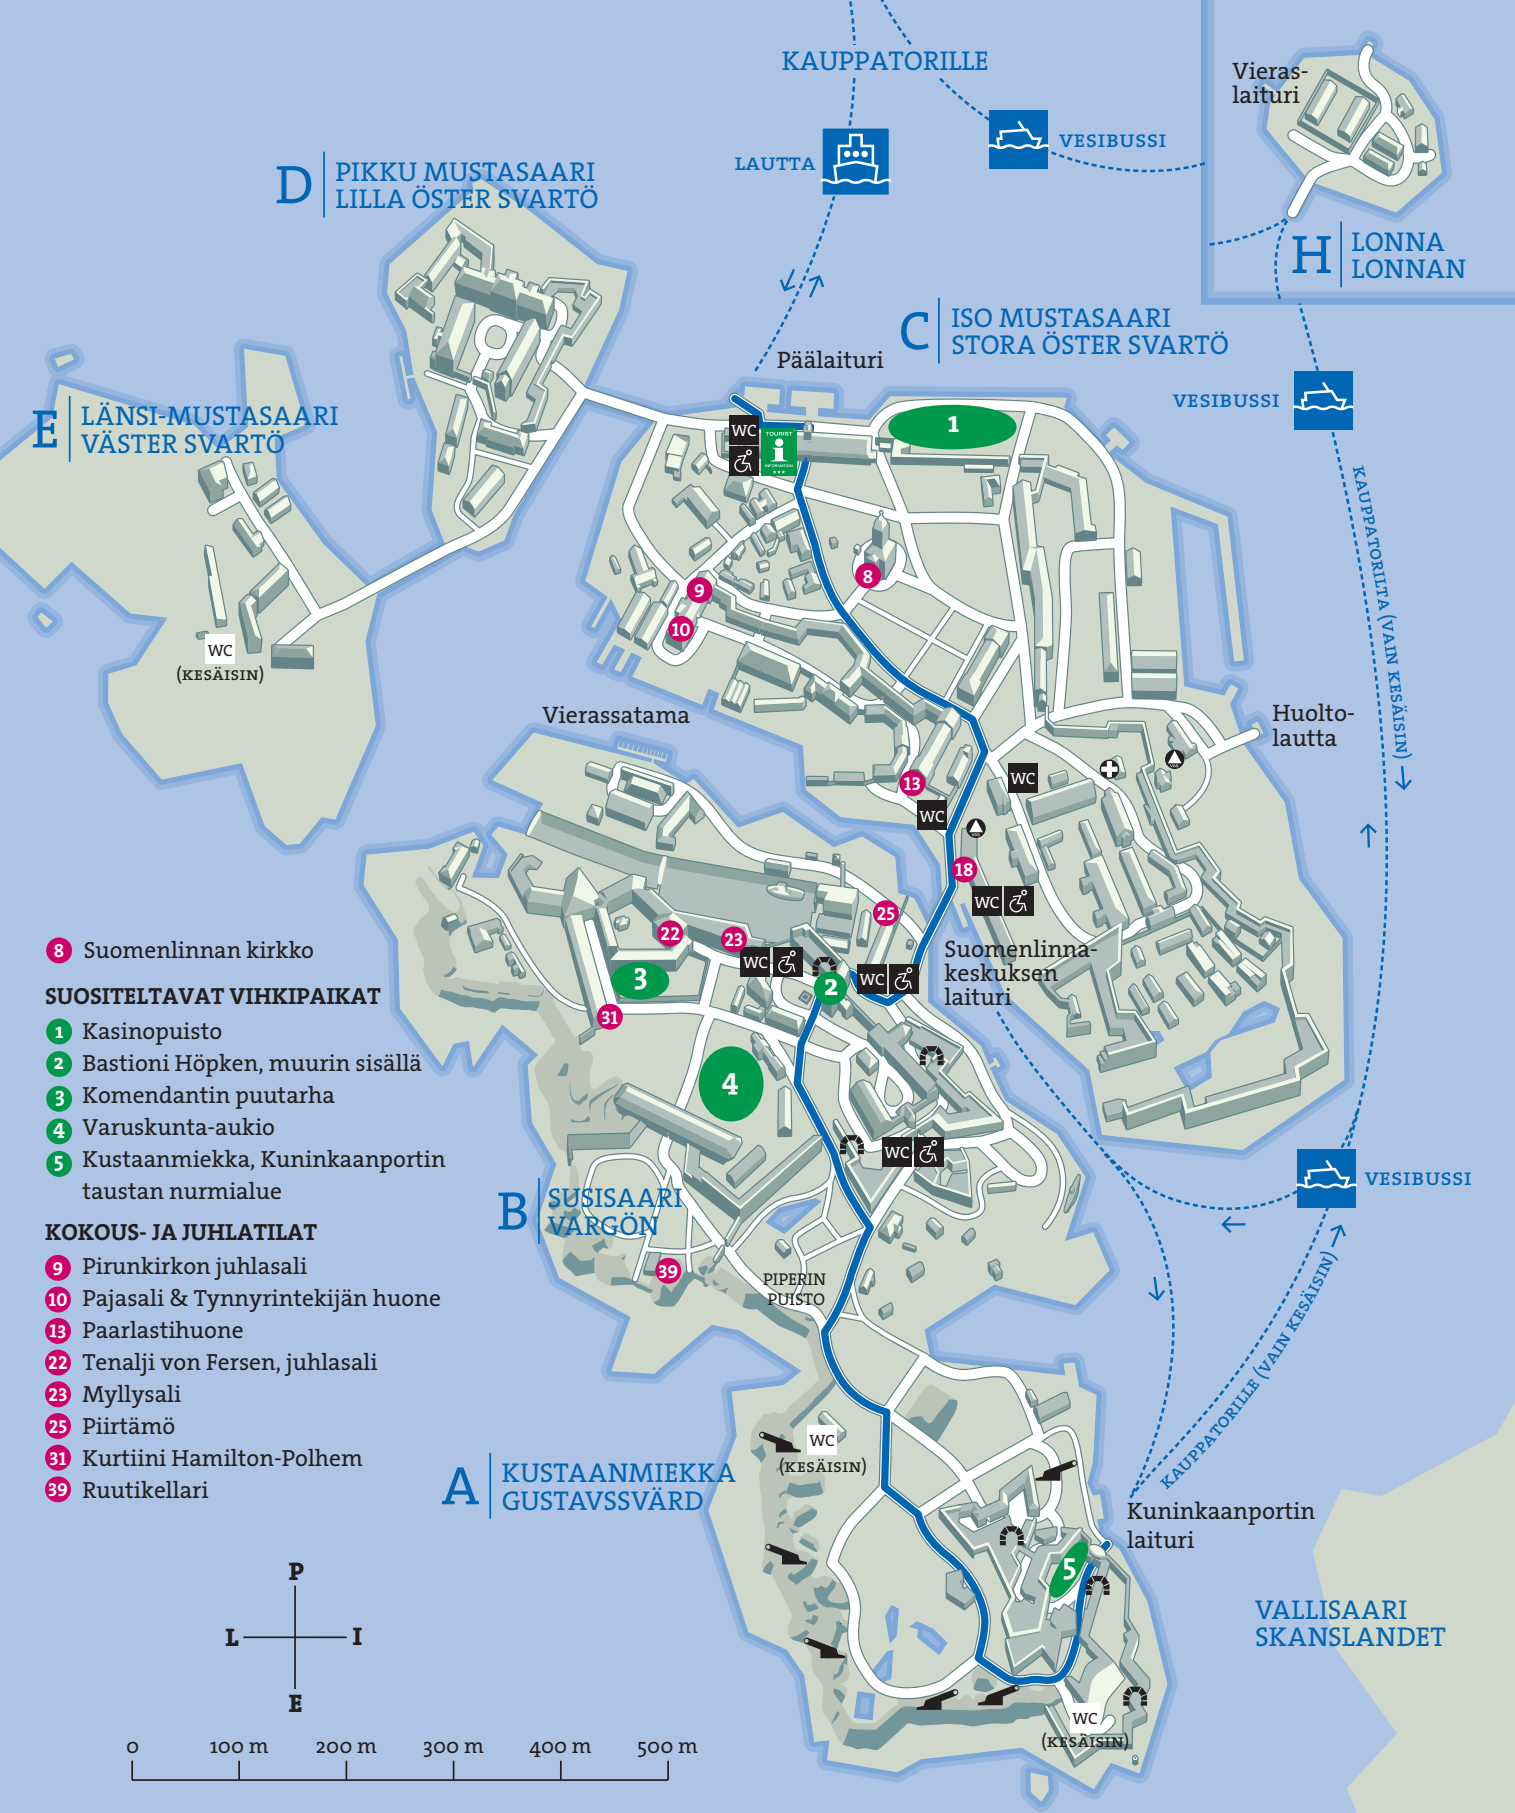 KAUPPATORILLE
Vieras-
laituri
VESIBUSSI
LAUTTA
D
PIKKU MUSTASAARI
LILLA ÖSTER SVARTÖ
H
LONNA
LONNAN
C
ISO MUSTASAARI
STORA ÖSTER SVARTÖ
Päälaituri
VESIBUSSI
E
LÄNSI-MUSTASAARI
VÄSTER SVARTÖ
1
WC
TOURIST
i
INFORMATION
KAUPPATORILTA (VAIN KESÄISIN)
8
9
10
WC
(KESÄISIN)
Vierassatama
Huolto-
lautta
13
WC
WC
18
WC
25
22
23
WC
3
2
WC
Suomenlinna-
keskuksen
laituri
31
4
WC
8 Suomenlinnan kirkko
SUOSITELTAVAT VIHKIPAIKAT
1 Kasinopuisto
2 Bastioni Höpken, muurin sisällä
3 Komendantin puutarha
4 Varuskunta-aukio
5 Kustaanmiekka, Kuninkaanportin
taustan nurmialue
KOKOUS- JA JUHLATILAT
9 Pirunkirkon juhlasali
10 Pajasali & Tynnyrintekijän huone
13 Paarlastihuone
22 Tenalji von Fersen, juhlasali
23 Myllysali
25 Piirtämö
31 Kurtiini Hamilton-Polhem
39 Ruutikellari
B
SUSISAARI
VARGÖN
39
PIPERIN
PUISTO
VESIBUSSI
KAUPPATORILLE (VAIN KESÄISIN)
WC
(KESÄISIN)
A
KUSTAANMIEKKA
GUSTAVSSVÄRD
Kuninkaanportin
laituri
5
VALLISAARI
SKANSLANDET
WC
(KESÄISIN)
P
L
I
E
0 100 m 200 m 300 m 400 m 500 m